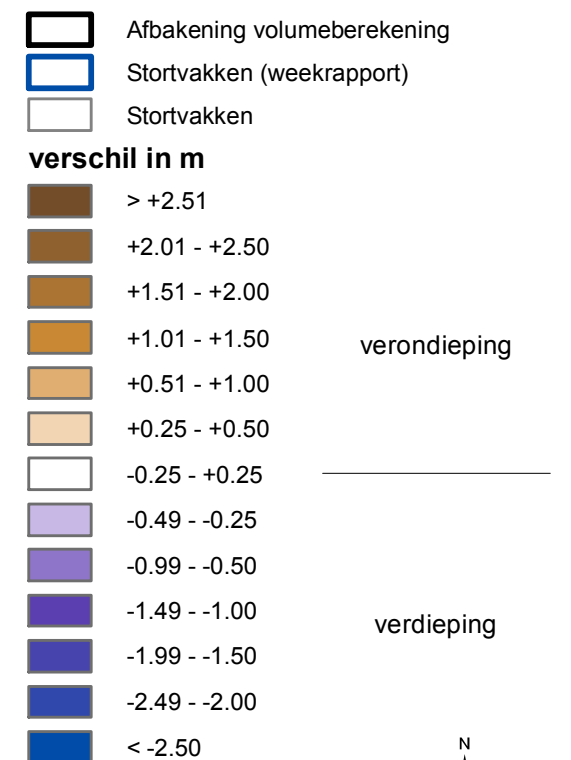 Afbakening volumeberekening
Stortvakken (weekrapport)
Stortvakken
verschil in m
> +2.51
+2.01 - +2.50
+1.51 - +2.00
+1.01 - +1.50
verondieping
+0.51 - +1.00
+0.25 - +0.50
-0.25 - +0.25
-0.49 - -0.25
-0.99 - -0.50
-1.49 - -1.00
verdieping
-1.99 - -1.50
-2.49 - -2.00
< -2.50
N